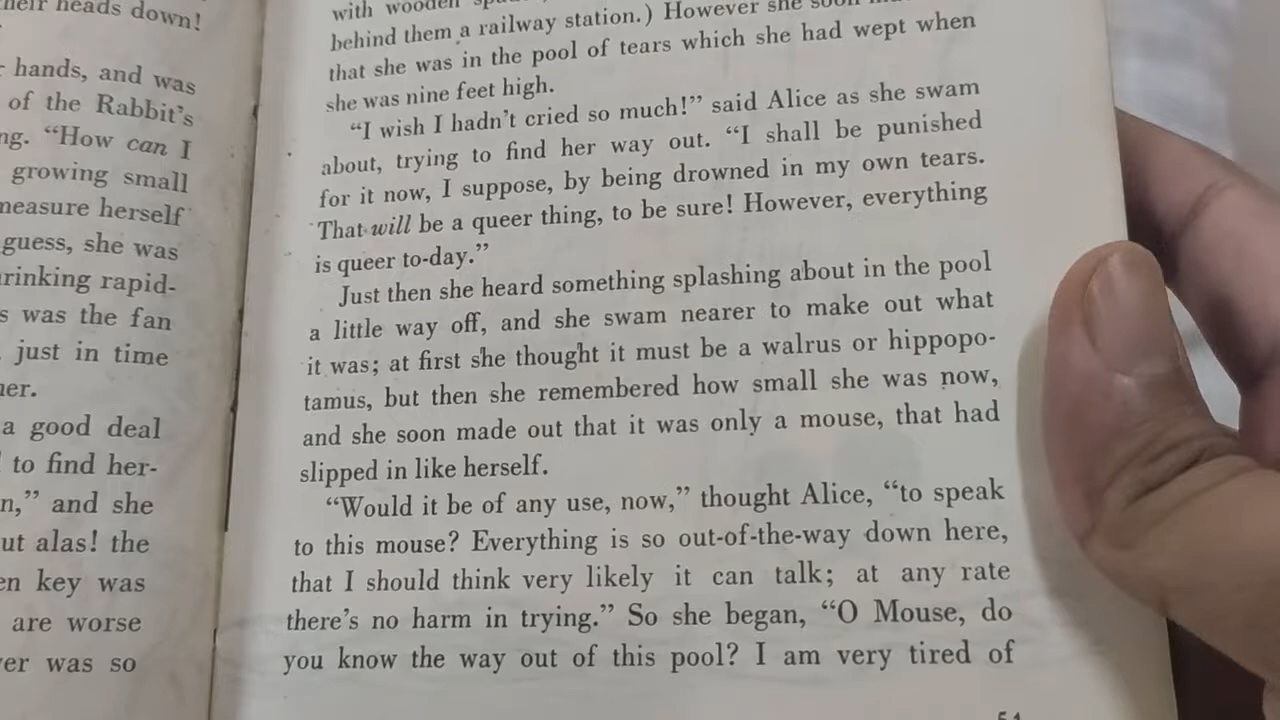 heads down!
hands, and was
of the Rabbit's
"How can I
growing small
measure herself
guess, she was
rapid-
was the fan
just in time
a good deal
to find her-
and she
alas! the
key was
are worse
was so
with wooden
behind them a railway station.) However she soon
that she was in the pool of tears which she had wept when
she was nine feet high.
"I wish I hadn't cried so much!" said Alice as she swam
about, trying to find her way out. "I shall be punished
for it now, I suppose, by being drowned in my own tears.
That will be a queer thing, to be sure! However, everything
is queer to-day."
Just then she heard something splashing about in the pool
a little way off, and she swam nearer to make out what
it was; at first she thought it must be a walrus or hippopo-
tamus, but then she remembered how small she was now,
and she soon made out that it was only a mouse, that had
slipped in like herself.
"Would it be of any use, now," thought Alice, "to speak
to this mouse? Everything is so out-of-the-way down here,
that I should think very likely it can talk; at any rate
there's no harm in trying." So she began, "O Mouse, do
you know the way out of this pool? I am very tired of